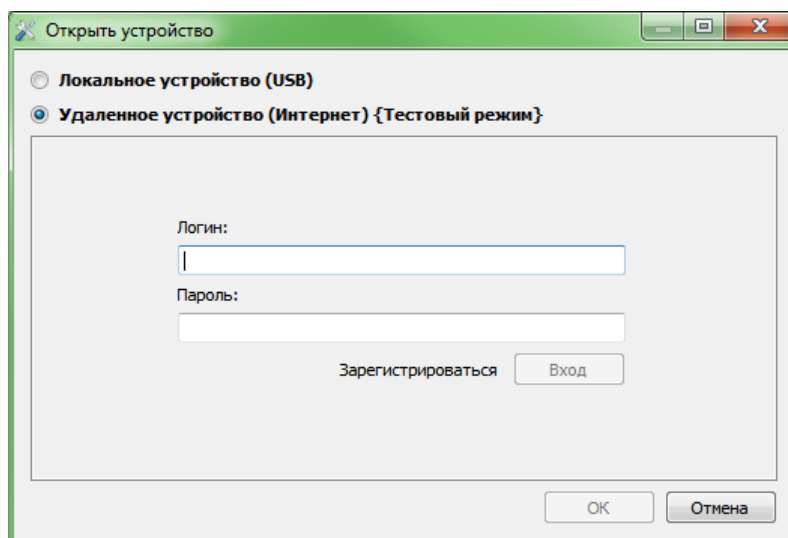 Открыть устройство
Локальное устройство (USB)
Удаленное устройство (Интернет) {Тестовый режим}
Логин:
Пароль:
Зарегистрироваться Вход
OK Отмена